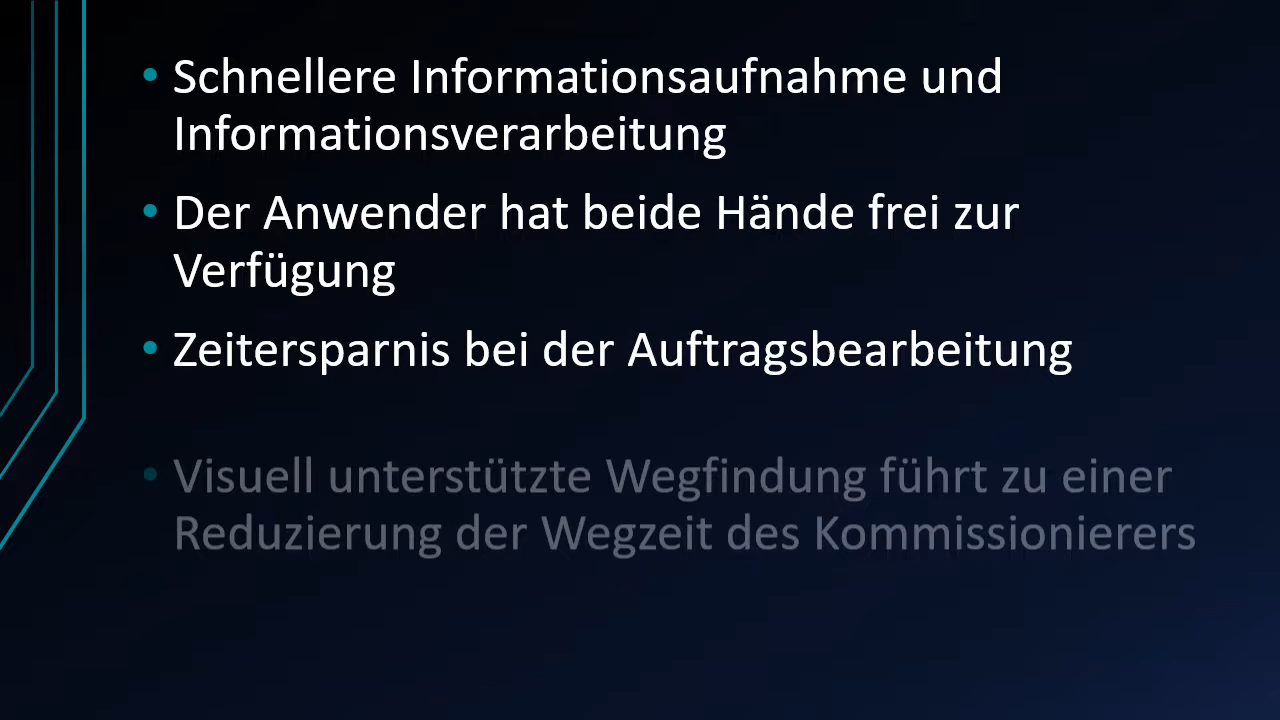 • Schnellere Informationsaufnahme und
Informationsverarbeitung
• Der Anwender hat beide Hände frei zur
Verfügung
• Zeitersparnis bei der Auftragsbearbeitung
• Visuell unterstützte Wegfindung führt zu einer
Reduzierung der Wegzeit des Kommissionierers